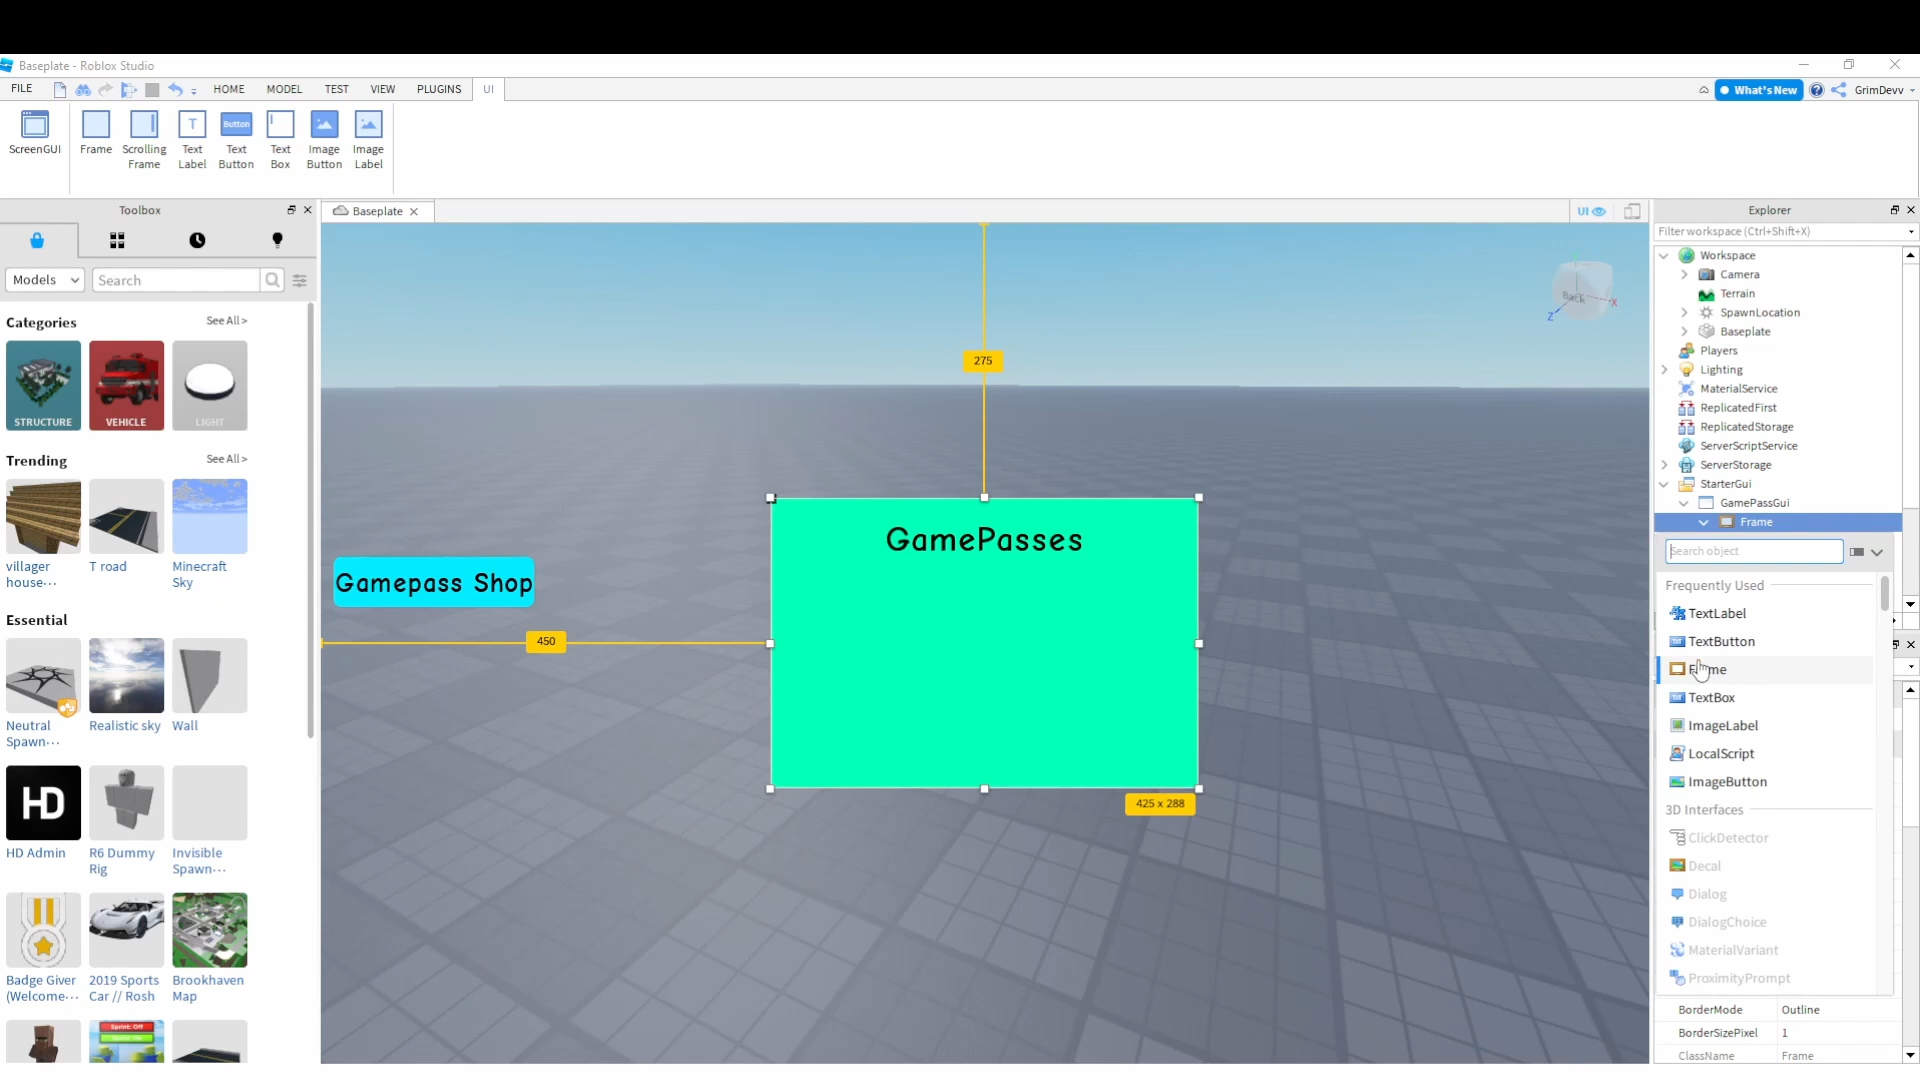 Baseplate - Roblox Studio
FILE
HOME
MODEL
TEST
VIEW
PLUGINS
UI
What's New
GrimDevv
ScreenGUI
Frame
Scrolling
Frame
Text
Label
Button
Text
Button
Text
Box
Image
Button
Image
Label
Toolbox
Baseplate
UI
Explorer
Filter workspace (Ctrl+Shift+X)
Models
Search
Categories
See All >
STRUCTURE
VEHICLE
LIGHT
Trending
See All >
villager
house...
T road
Minecraft
Sky
Essential
Neutral
Spawn...
Realistic sky
Wall
HD
HD Admin
R6 Dummy
Rig
Invisible
Spawn...
Badge Giver
(Welcome...
2019 Sports
Car // Rosh
Brookhaven
Map
Sprint: Off
275
Back
X
Z
GamePasses
Gamepass Shop
450
425 x 288
Workspace
Camera
Terrain
SpawnLocation
Baseplate
Players
Lighting
MaterialService
ReplicatedFirst
ReplicatedStorage
ServerScriptService
ServerStorage
StarterGui
GamePassGui
Frame
Search object
Frequently Used
TextLabel
TextButton
Frame
TextBox
ImageLabel
LocalScript
ImageButton
3D Interfaces
ClickDetector
Decal
Dialog
DialogChoice
MaterialVariant
ProximityPrompt
BorderMode Outline
BorderSizePixel 1
ClassName Frame